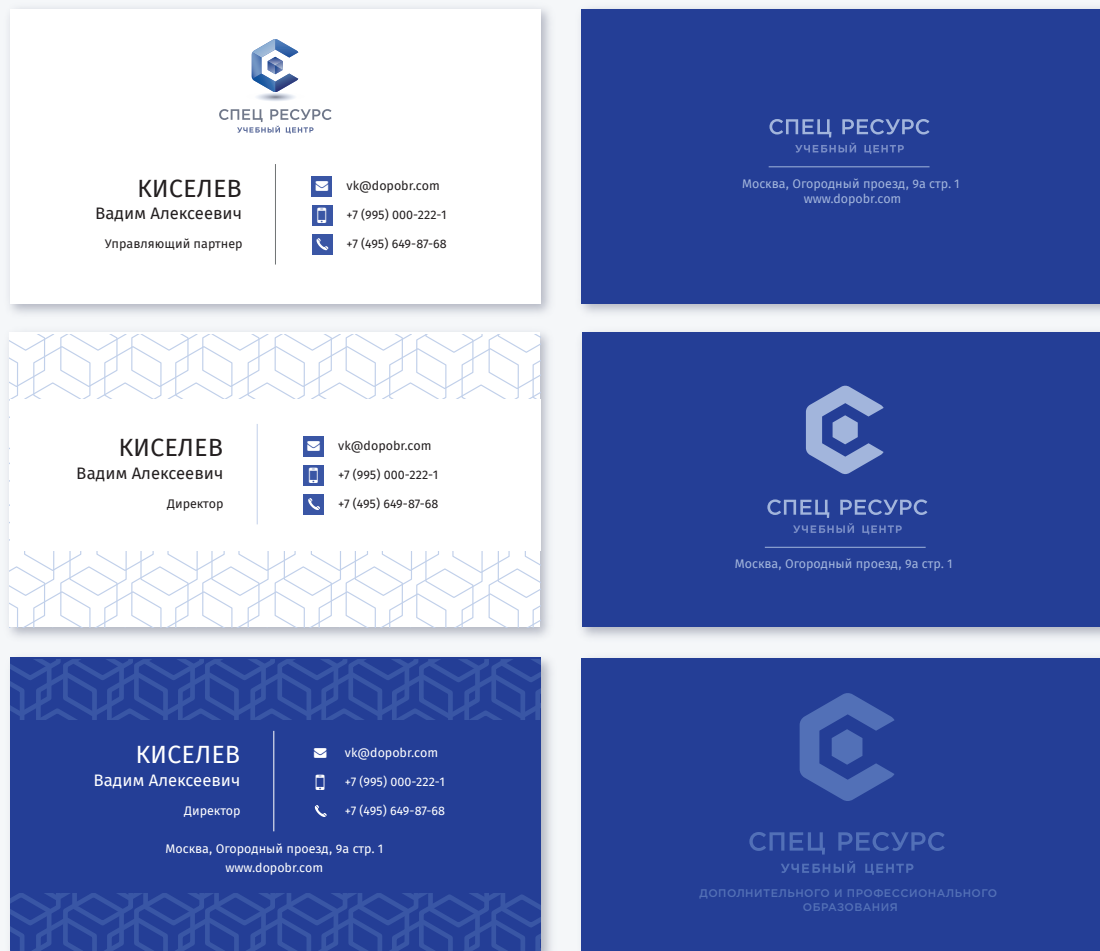 СПЕЦ РЕСУРС
УЧЕБНЫЙ ЦЕНТР
КИСЕЛЕВ
Вадим Алексеевич
Управляющий партнер
vk@dopobr.com
+7 (995) 000-222-1
+7 (495) 649-87-68
СПЕЦ РЕСУРС
УЧЕБНЫЙ ЦЕНТР
Москва, Огородный проезд, 9а стр. 1
www.dopobr.com
КИСЕЛЕВ
Вадим Алексеевич
Директор
vk@dopobr.com
+7 (995) 000-222-1
+7 (495) 649-87-68
СПЕЦ РЕСУРС
УЧЕБНЫЙ ЦЕНТР
Москва, Огородный проезд, 9а стр. 1
КИСЕЛЕВ
Вадим Алексеевич
Директор
vk@dopobr.com
+7 (995) 000-222-1
+7 (495) 649-87-68
Москва, Огородный проезд, 9а стр. 1
www.dopobr.com
СПЕЦ РЕСУРС
УЧЕБНЫЙ ЦЕНТР
ДОПОЛНИТЕЛЬНОГО И ПРОФЕССИОНАЛЬНОГО
ОБРАЗОВАНИЯ